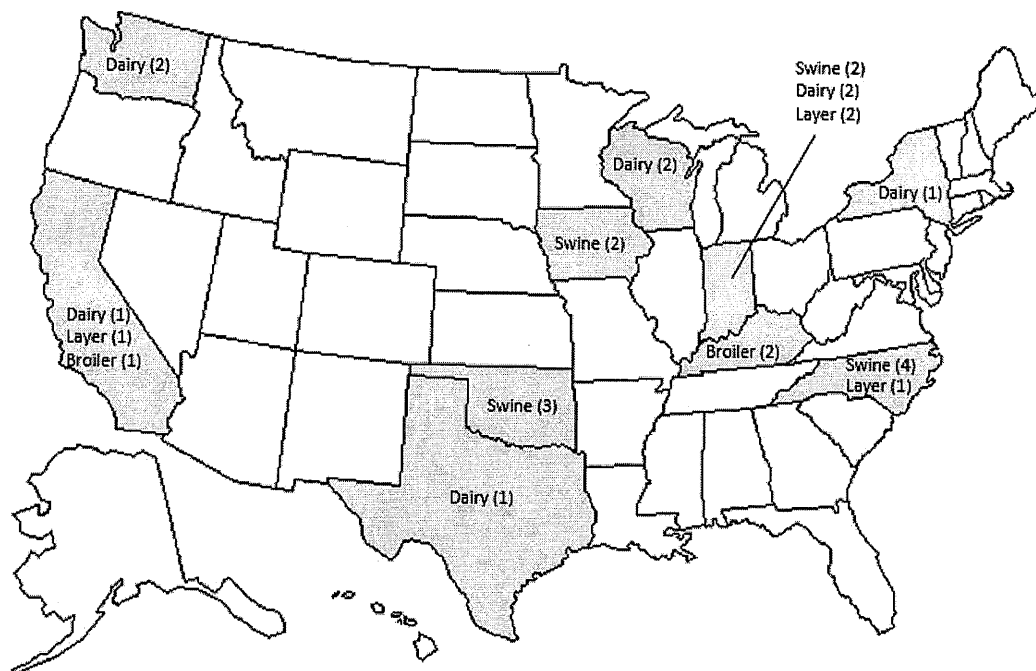 Dairy (2)
Swine (2)
Dairy (2)
Layer (2)
Dairy (2)
Dairy (1)
Swine (2)
Dairy (1)
Layer (1)
Broiler (1)
Broiler (2)
Swine (4)
Layer (1)
Swine (3)
Dairy (1)